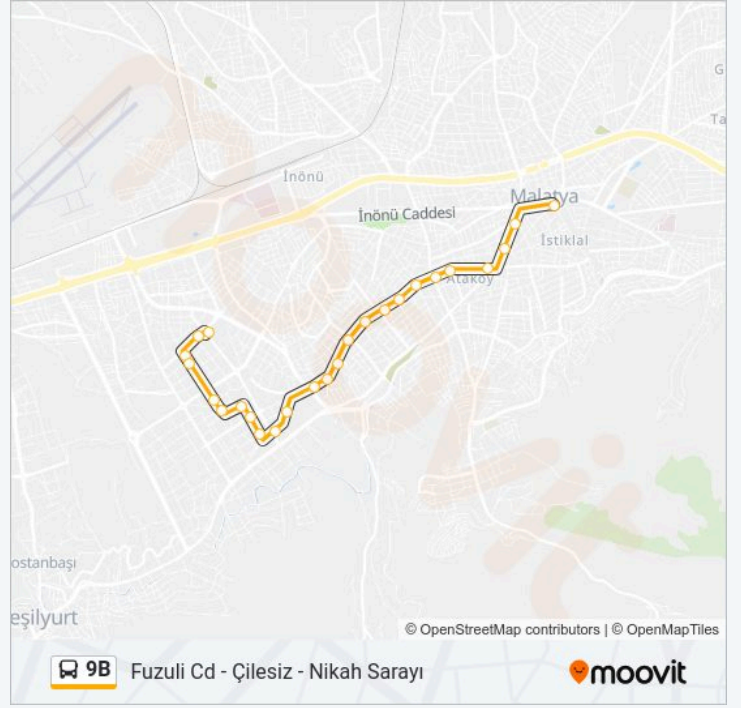 G
Ta
İnönü
Malatya
İnönü Caddesi
İstiklal
Ataköy
ostanbaşı
eşilyurt
© OpenStreetMap contributors | © OpenMapTiles
9B Fuzuli Cd - Çilesiz - Nikah Sarayı moovit